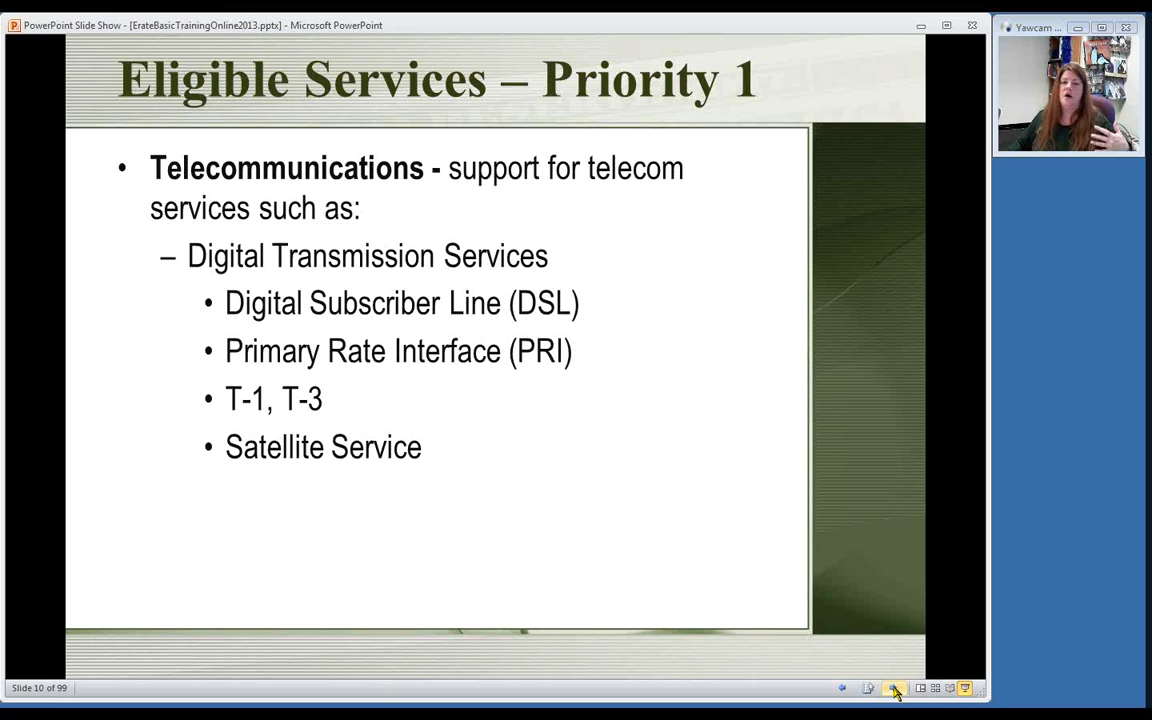 PowerPoint Slide Show - [ErateBasicTrainingOnline2013.pptx] - Microsoft PowerPoint
Yawcam ...
Eligible Services – Priority 1
• Telecommunications - support for telecom
services such as:
– Digital Transmission Services
• Digital Subscriber Line (DSL)
• Primary Rate Interface (PRI)
• T-1, T-3
• Satellite Service
Slide 10 of 99